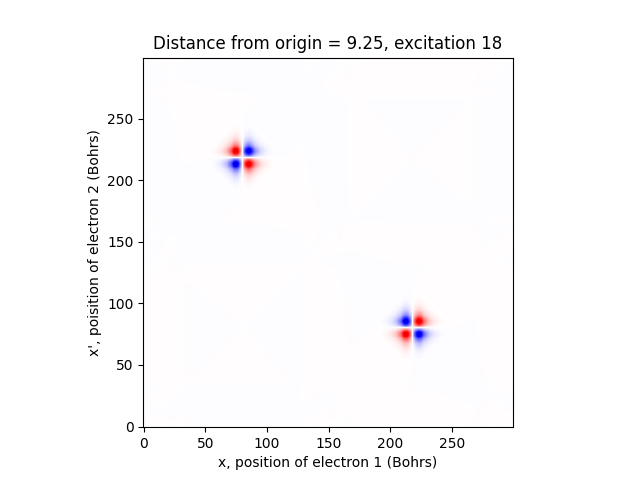 Distance from origin = 9.25, excitation 18
250
200
150
100
50
0
x', poisition of electron 2 (Bohrs)
0 50 100 150 200 250
x, position of electron 1 (Bohrs)